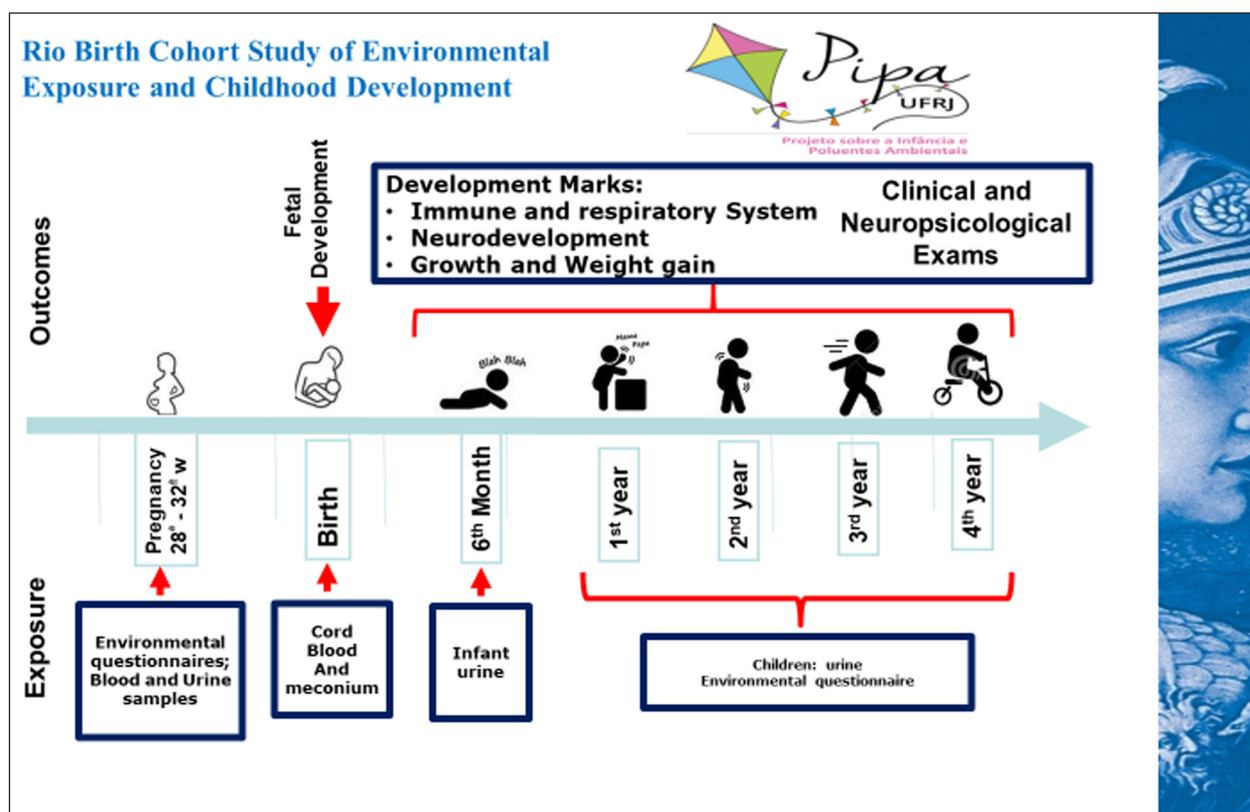 Rio Birth Cohort Study of Environmental
Exposure and Childhood Development
Pipa
UFRJ
Projeto sobre a Infância e
Poluentes Ambientais
Outcomes
Fetal
Development
Development Marks:
• Immune and respiratory System
• Neurodevelopment
• Growth and Weight gain
Clinical and
Neuropsicological
Exams
Blah Blah
Mama
Papa
Pregnancy
28ª - 32ª w
Birth
6th Month
1st year
2nd year
3rd year
4th year
Exposure
Environmental
questionnaires;
Blood and Urine
samples
Cord
Blood
And
meconium
Infant
urine
Children: urine
Environmental questionnaire